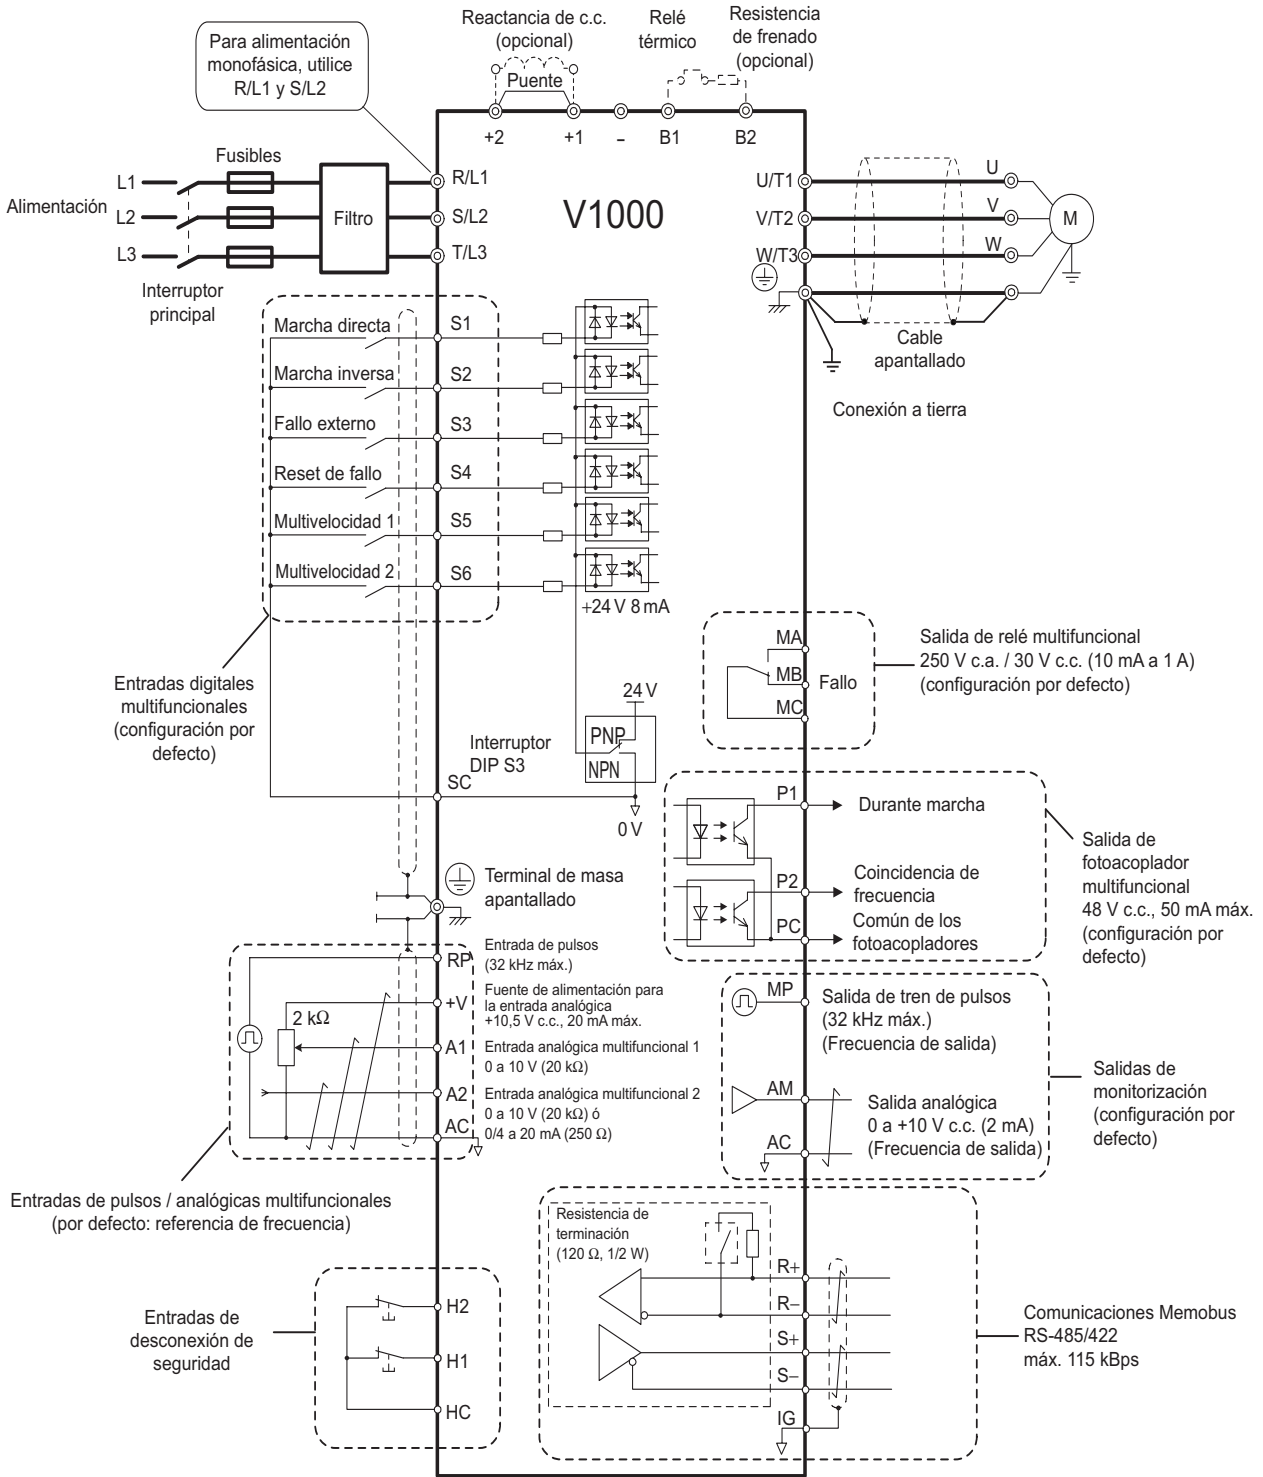 Reactancia de c.c.
(opcional)
Relé
térmico
Resistencia
de frenado
(opcional)
Para alimentación
monofásica, utilice
R/L1 y S/L2
Puente
+2
+1
–
B1
B2
Fusibles
Alimentación
L1
L2
L3
Filtro
Interruptor
principal
R/L1
S/L2
T/L3
V1000
U/T1
V/T2
W/T3
U
V
W
M
Cable
apantallado
Conexión a tierra
Marcha directa
S1
Marcha inversa
S2
Fallo externo
S3
Reset de fallo
S4
Multivelocidad 1
S5
Multivelocidad 2
S6
+24 V 8 mA
Entradas digitales
multifuncionales
(configuración por
defecto)
24 V
PNP
NPN
Interruptor
DIP S3
SC
0 V
MA
MB
MC
Fallo
Salida de relé multifuncional
250 V c.a. / 30 V c.c. (10 mA a 1 A)
(configuración por defecto)
P1
Durante marcha
P2
Coincidencia de
frecuencia
PC
Común de los
fotoacopladores
Salida de
fotoacoplador
multifuncional
48 V c.c., 50 mA máx.
(configuración por
defecto)
Terminal de masa
apantallado
RP
Entrada de pulsos
(32 kHz máx.)
+V
Fuente de alimentación para
la entrada analógica
+10,5 V c.c., 20 mA máx.
2 kΩ
A1
Entrada analógica multifuncional 1
0 a 10 V (20 kΩ)
A2
Entrada analógica multifuncional 2
0 a 10 V (20 kΩ) ó
0/4 a 20 mA (250 Ω)
AC
Entradas de pulsos / analógicas multifuncionales
(por defecto: referencia de frecuencia)
MP
Salida de tren de pulsos
(32 kHz máx.)
(Frecuencia de salida)
AM
Salida analógica
0 a +10 V c.c. (2 mA)
(Frecuencia de salida)
AC
Salidas de
monitorización
(configuración por
defecto)
Resistencia de
terminación
(120 Ω, 1/2 W)
R+
R–
S+
S–
IG
Comunicaciones Memobus
RS-485/422
máx. 115 kBps
Entradas de
desconexión de
seguridad
H2
H1
HC